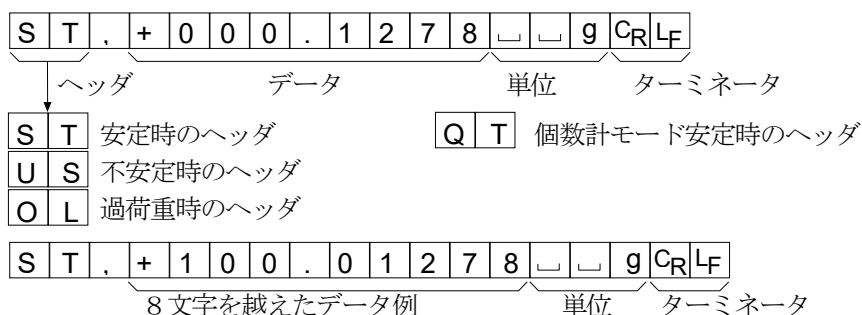 S T , + 0 0 0 . 1 2 7 8 ␣ ␣ g CR LF
ヘッダ データ 単位 ターミネータ
S T 安定時のヘッダ Q T 個数計モード安定時のヘッダ
U S 不安定時のヘッダ
O L 過荷重時のヘッダ
S T , + 1 0 0 . 0 1 2 7 8 ␣ ␣ g CR LF
8文字を越えたデータ例 単位 ターミネータ